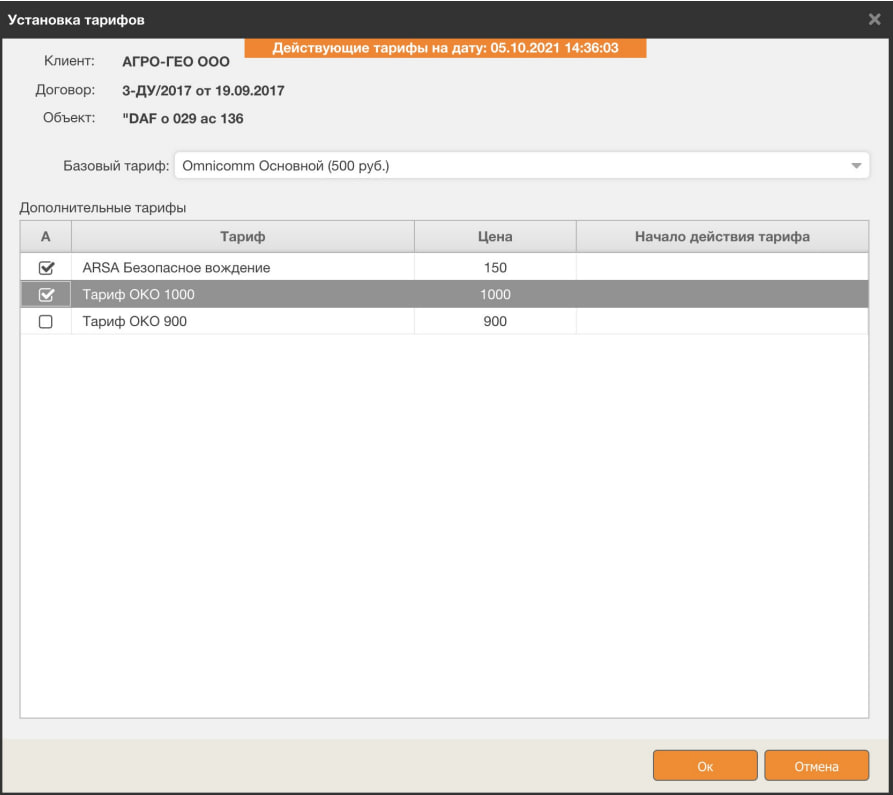 Установка тарифов
Действующие тарифы на дату: 05.10.2021 14:36:03
Клиент: АГРО-ГЕО ООО
Договор: 3-ДУ/2017 от 19.09.2017
Объект: "DAF о 029 ас 136
Базовый тариф: Omnicomm Основной (500 руб.)
Дополнительные тарифы
А Тариф Цена Начало действия тарифа
ARSA Безопасное вождение 150
Тариф ОКО 1000 1000
Тариф ОКО 900 900
Ок Отмена